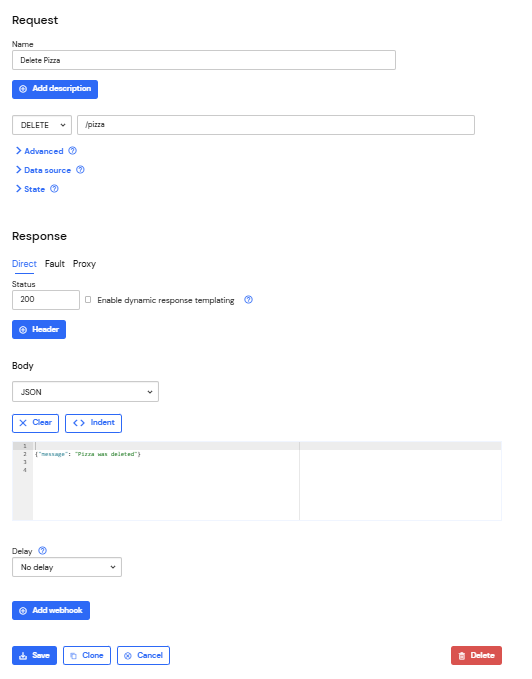 Request
Name
Delete Pizza
Add description
DELETE /pizza
Advanced
Data source
State
Response
Direct Fault Proxy
Status
200 Enable dynamic response templating
Header
Body
JSON
Clear Indent
1
2 {"message": "Pizza was deleted"}
3
4
Delay
No delay
Add webhook
Save Clone Cancel Delete